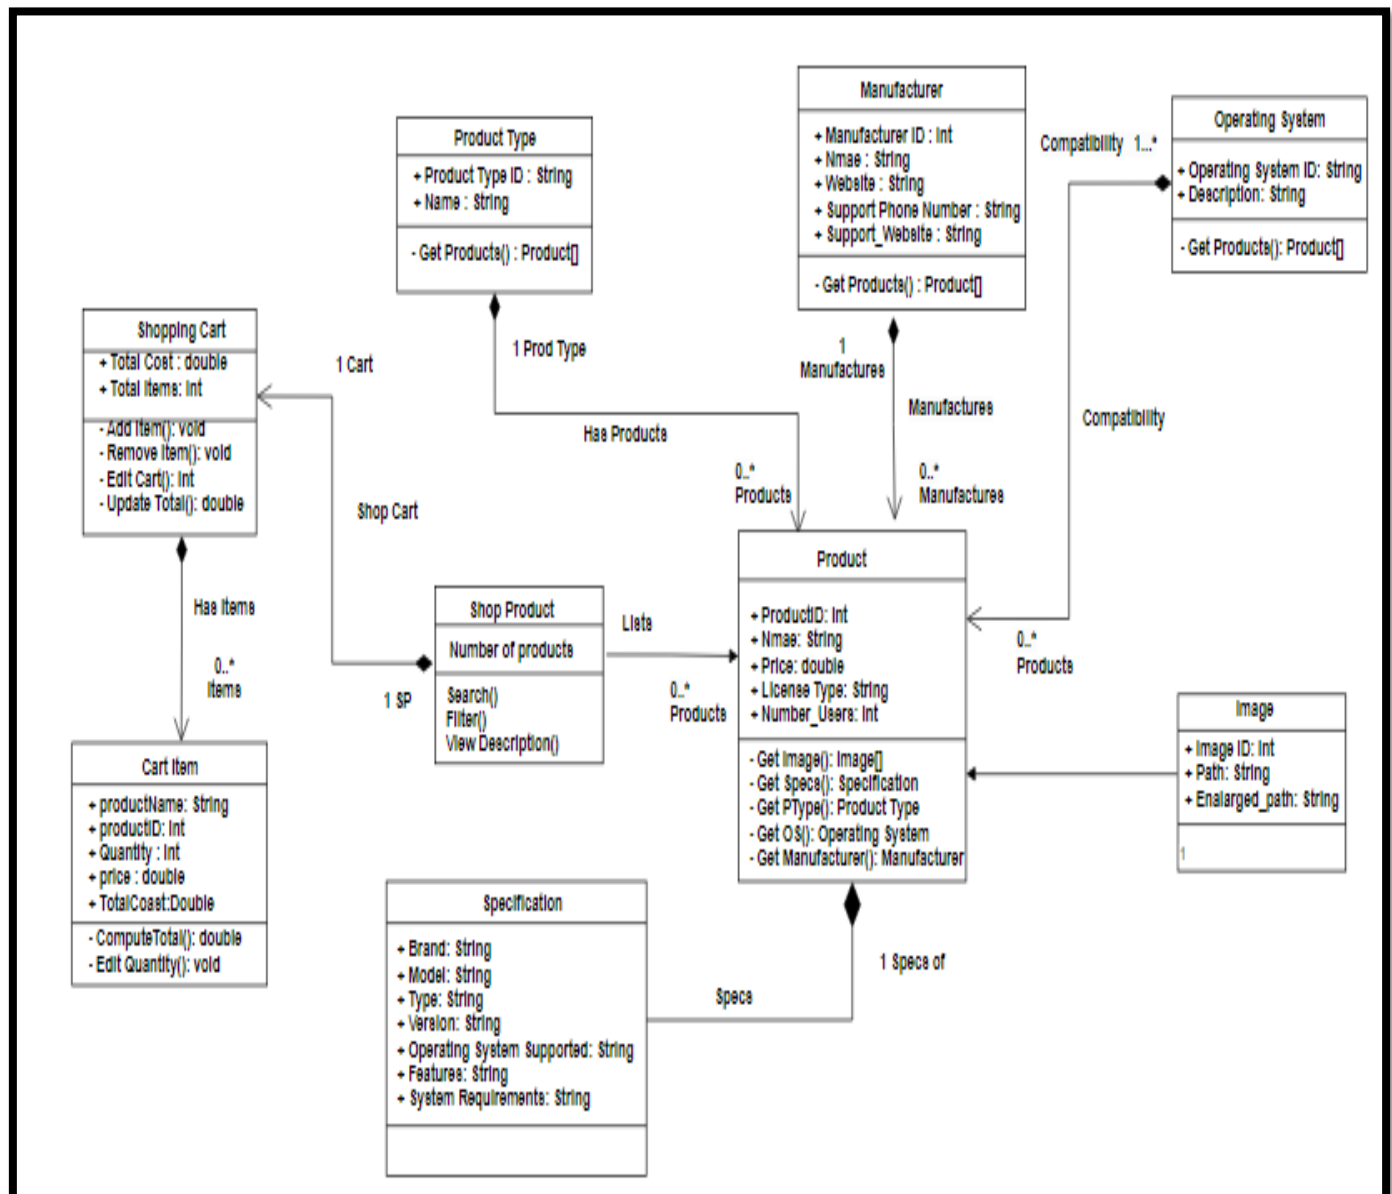 Manufacturer
+ Manufacturer ID : Int
+ Nmae : String
+ Website : String
+ Support Phone Number : String
+ Support_Website : String
- Get Products() : Product[]
Operating System
+ Operating System ID: String
+ Description: String
- Get Products(): Product[]
Compatibility 1...*
Product Type
+ Product Type ID : String
+ Name : String
- Get Products() : Product[]
Shopping Cart
+ Total Cost : double
+ Total Items: Int
- Add Item(): void
- Remove Item(): void
- Edit Cart(): Int
- Update Total(): double
1 Cart
1 Prod Type
1
Manufactures
Manufactures
Compatibility
Has Products
0..*
Products
0..*
Manufactures
Shop Cart
Product
+ ProductID: Int
+ Nmae: String
+ Price: double
+ License Type: String
+ Number_Users: Int
- Get Image(): Image[]
- Get Specs(): Specification
- Get PType(): Product Type
- Get OS(): Operating System
- Get Manufacturer(): Manufacturer
Has Items
0..*
Items
Shop Product
Number of products
Search()
Filter()
View Description()
Lists
0..*
Products
0..*
Products
1 SP
Image
+ Image ID: Int
+ Path: String
+ Enalarged_path: String
1
Cart Item
+ productName: String
+ productID: Int
+ Quantity : Int
+ price : double
+ TotalCoast:Double
- ComputeTotal(): double
- Edit Quantity(): void
Specification
+ Brand: String
+ Model: String
+ Type: String
+ Version: String
+ Operating System Supported: String
+ Features: String
+ System Requirements: String
1 Specs of
Specs